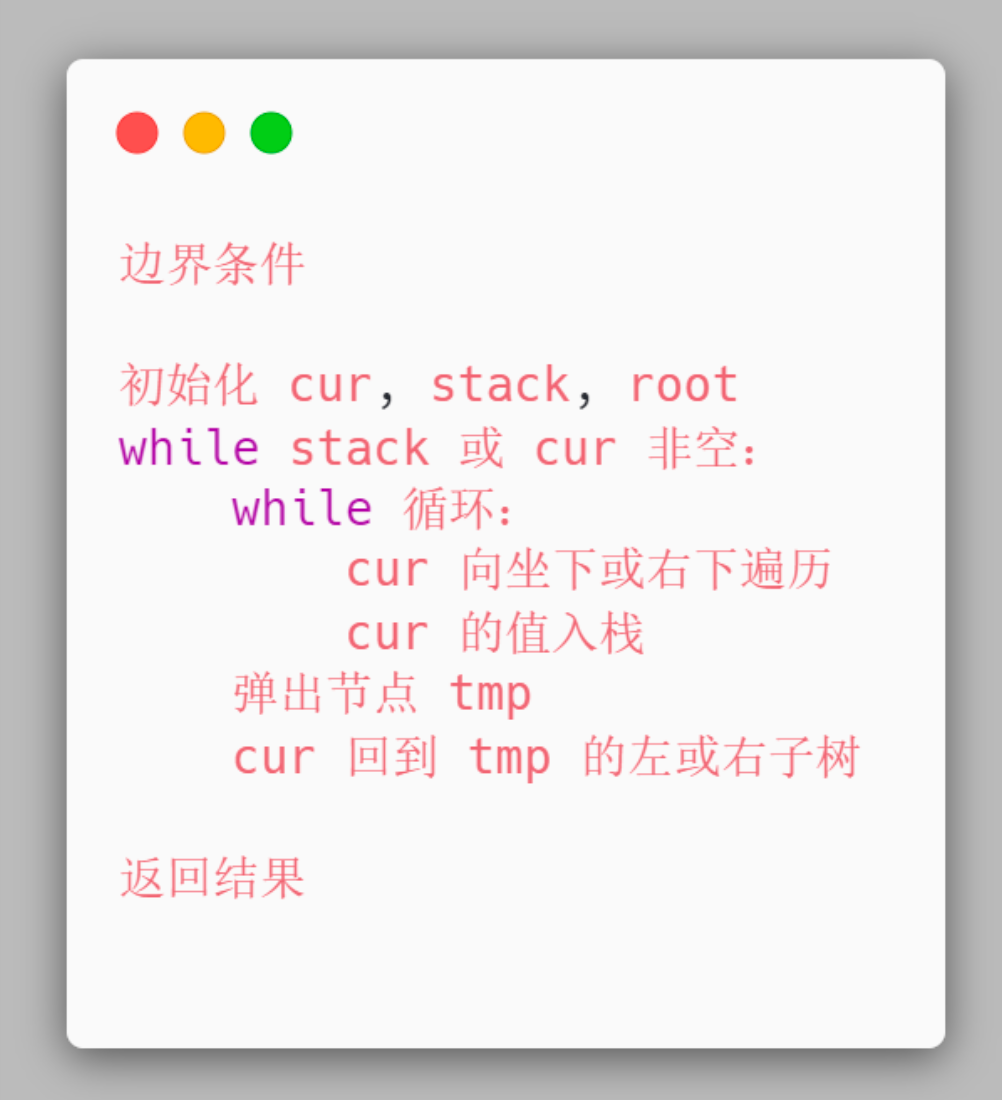 边界条件
初始化 cur, stack, root
while stack 或 cur 非空:
while 循环:
cur 向坐下或右下遍历
cur 的值入栈
弹出节点 tmp
cur 回到 tmp 的左或右子树
返回结果